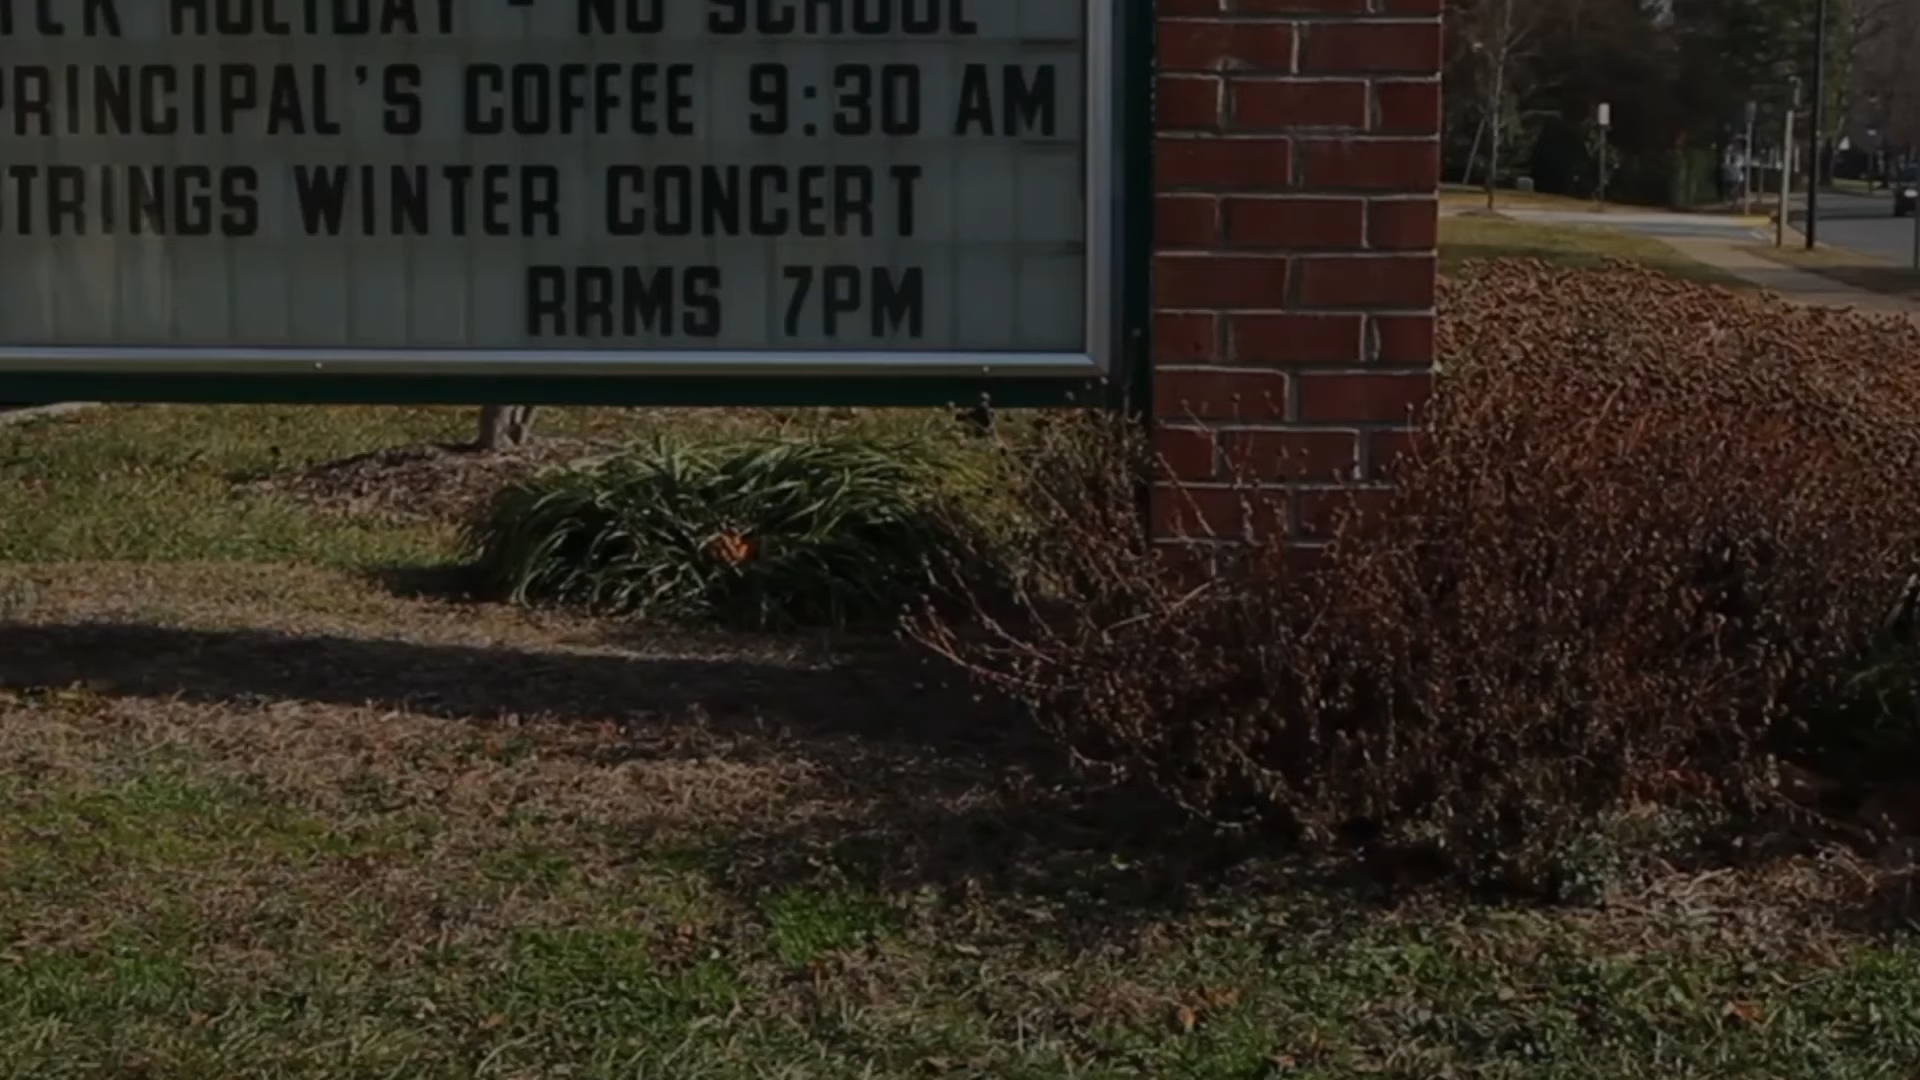 HOLIDAY - NO SCHOOL
PRINCIPAL'S COFFEE 9:30 AM
STRINGS WINTER CONCERT
RRMS 7PM